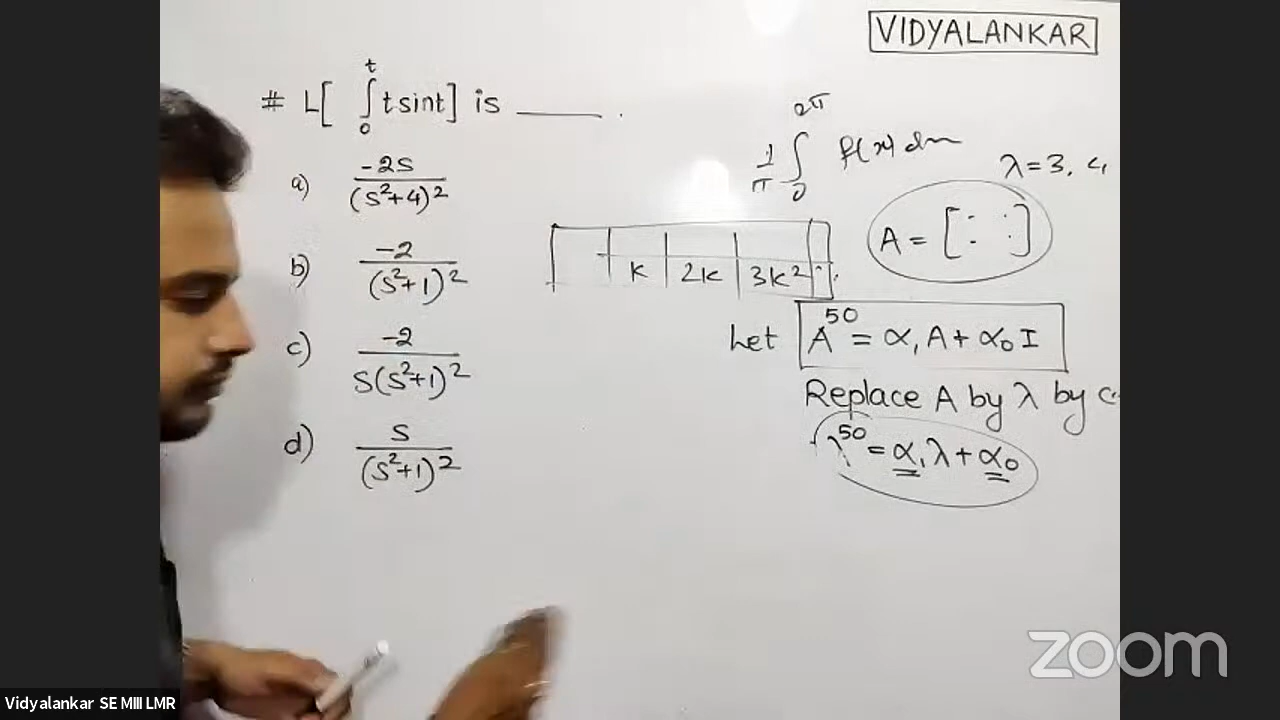 VIDYALANKAR
# L[ ∫₀ᵗ t sint] is ______ .
a) -2s/(s²+4)²
b) -2/(s²+1)²
c) -2/s(s²+1)²
d) s/(s²+1)²
1/π ∫₀^2π f(x) dx
λ = 3, 4
A = [ ]
k 2k 3k²
Let A⁵⁰ = α₁A + α₀I
Replace A by λ by
λ⁵⁰ = α₁λ + α₀
zoom
Vidyalankar SE M III LMR